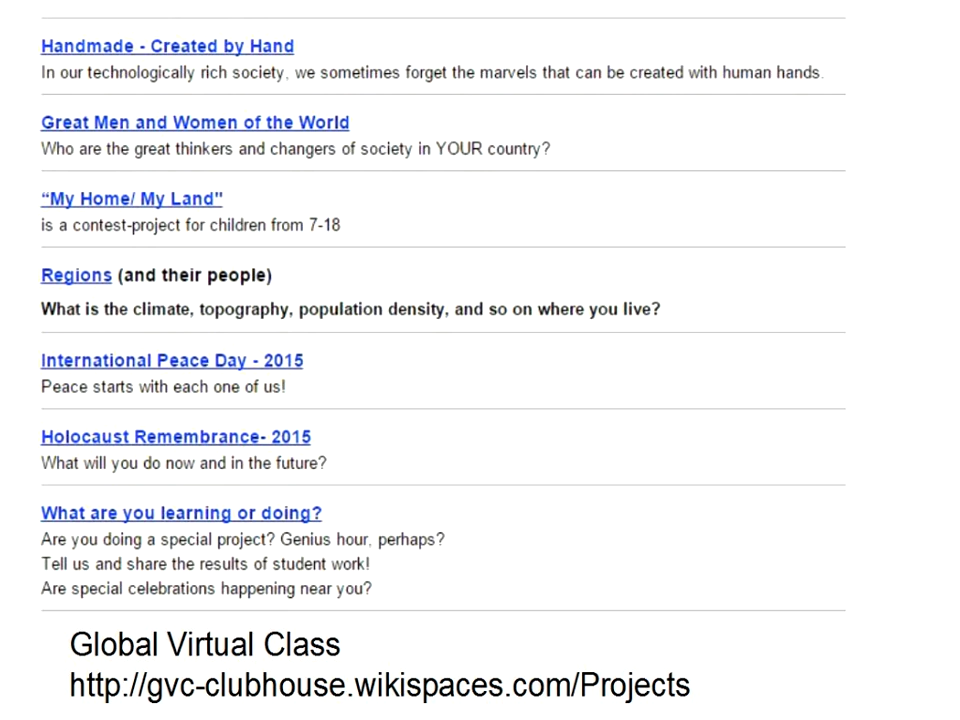 Handmade - Created by Hand
In our technologically rich society, we sometimes forget the marvels that can be created with human hands.
Great Men and Women of the World
Who are the great thinkers and changers of society in YOUR country?
“My Home/ My Land"
is a contest-project for children from 7-18
Regions (and their people)
What is the climate, topography, population density, and so on where you live?
International Peace Day - 2015
Peace starts with each one of us!
Holocaust Remembrance- 2015
What will you do now and in the future?
What are you learning or doing?
Are you doing a special project? Genius hour, perhaps?
Tell us and share the results of student work!
Are special celebrations happening near you?
Global Virtual Class
http://gvc-clubhouse.wikispaces.com/Projects